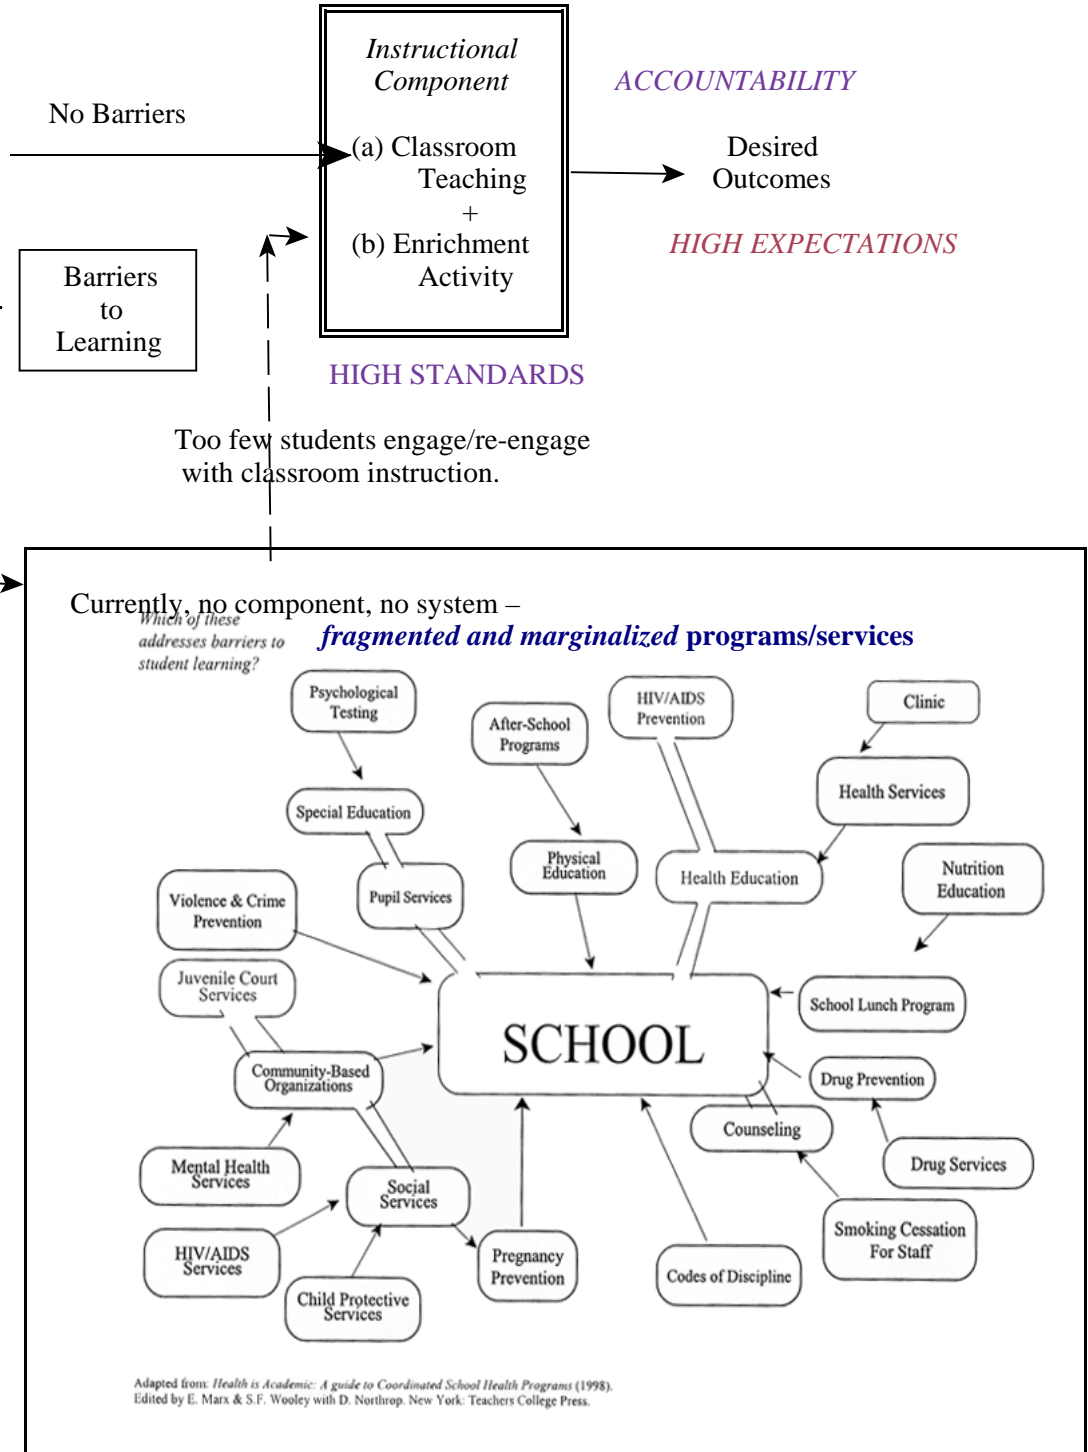 Instructional
Component
ACCOUNTABILITY
No Barriers
(a) Classroom
Teaching
+
(b) Enrichment
Activity
Desired
Outcomes
HIGH EXPECTATIONS
Barriers
to
Learning
HIGH STANDARDS
Too few students engage/re-engage
with classroom instruction.
Currently, no component, no system –
Which of these
addresses barriers to
student learning?
fragmented and marginalized programs/services
Psychological
Testing
After-School
Programs
HIV/AIDS
Prevention
Clinic
Special Education
Health Services
Physical
Education
Health Education
Nutrition
Education
Pupil Services
Violence & Crime
Prevention
Juvenile Court
Services
SCHOOL
School Lunch Program
Community-Based
Organizations
Drug Prevention
Counseling
Mental Health
Services
Social
Services
Drug Services
HIV/AIDS
Services
Pregnancy
Prevention
Smoking Cessation
For Staff
Codes of Discipline
Child Protective
Services
Adapted from: Health is Academic: A guide to Coordinated School Health Programs (1998).
Edited by E. Marx & S.F. Wooley with D. Northrop. New York: Teachers College Press.